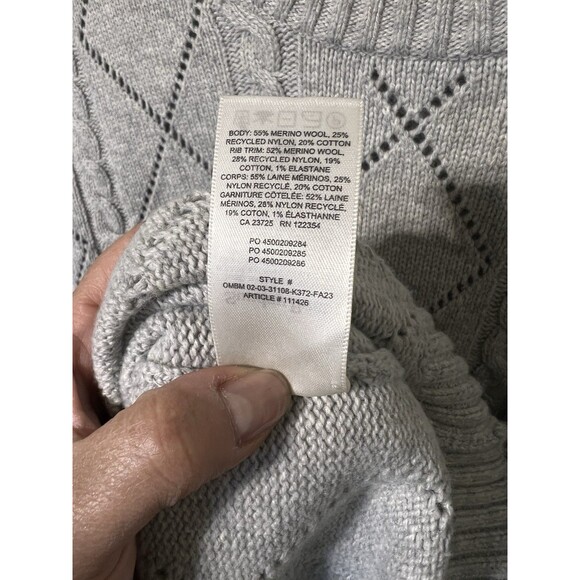 BODY: 55% MERINO WOOL, 25%
RECYCLED NYLON, 20% COTTON
RIB TRIM: 52% MERINO WOOL,
28% RECYCLED NYLON, 19%
COTTON, 1% ELASTANE
CORPS: 55% LAINE MÉRINOS, 25%
NYLON RECYCLÉ, 20% COTON
GARNITURE CÔTELÉE: 52% LAINE
MÉRINOS, 28% NYLON RECYCLÉ,
19% COTON, 1% ÉLASTHANNE
CA 23725 RN 122354
PO 4500209284
PO 4500209285
PO 4500209286
STYLE #
OMBM 02-03-31108-K372-FA23
ARTICLE # 111426